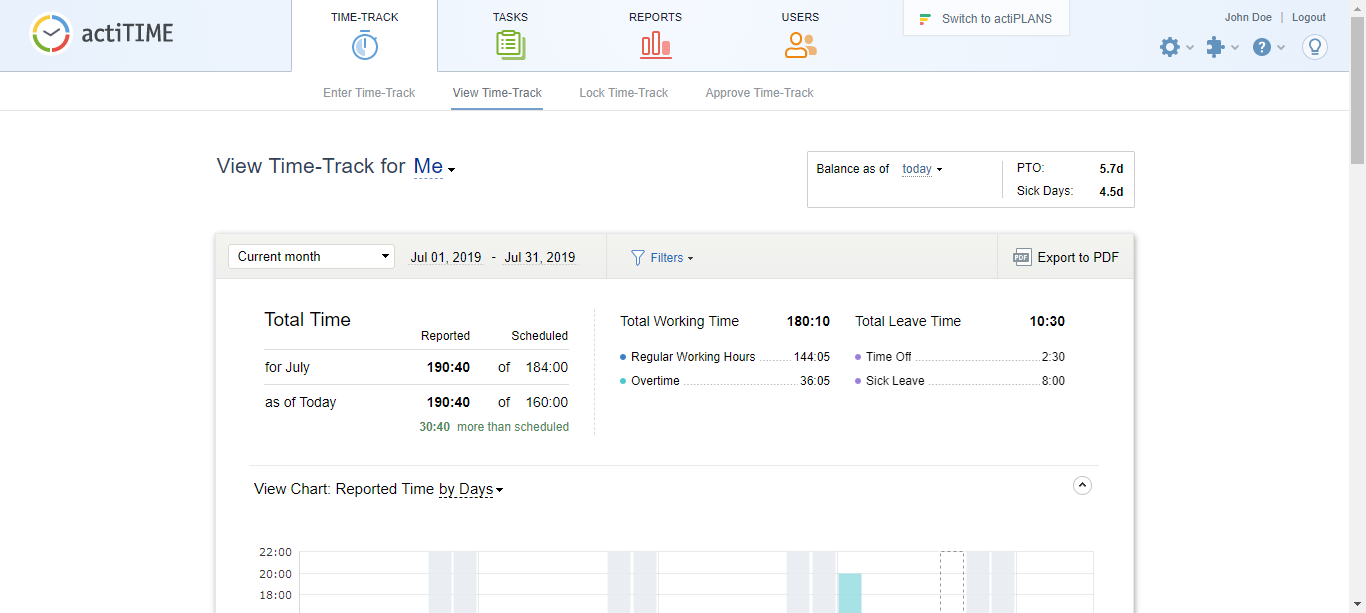 actiTIME
TIME-TRACK
TASKS
REPORTS
USERS
Switch to actiPLANS
John Doe | Logout
?
Enter Time-Track
View Time-Track
Lock Time-Track
Approve Time-Track
View Time-Track for Me
Balance as of today
PTO: 5.7d
Sick Days: 4.5d
Current month
Jul 01, 2019 - Jul 31, 2019
Filters
PDF Export to PDF
Total Time
Reported Scheduled
for July 190:40 of 184:00
as of Today 190:40 of 160:00
30:40 more than scheduled
Total Working Time 180:10
Regular Working Hours 144:05
Overtime 36:05
Total Leave Time 10:30
Time Off 2:30
Sick Leave 8:00
View Chart: Reported Time by Days
22:00
20:00
18:00